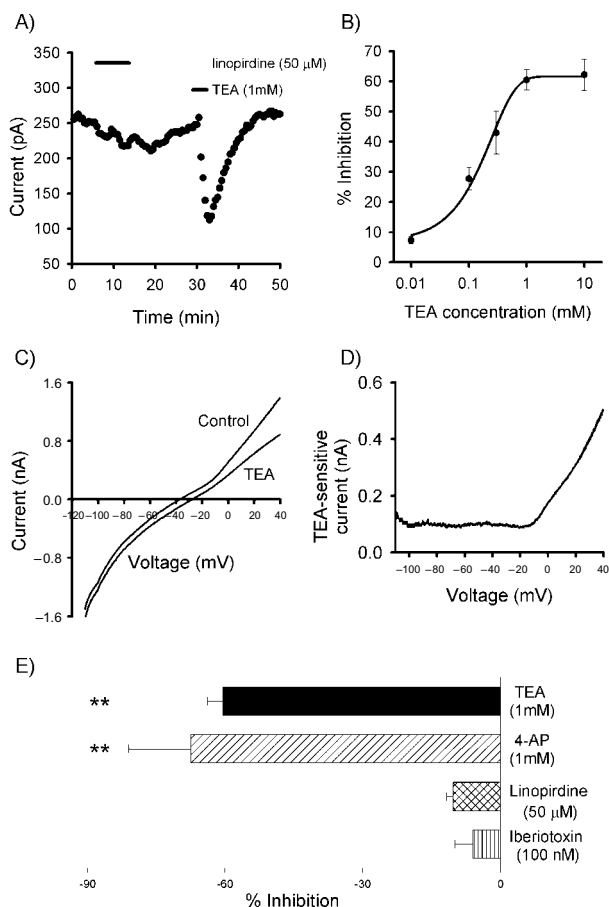 A)
linopirdine (50 μM)
TEA (1mM)
350
300
250
200
150
100
50
0 10 20 30 40 50
Current (pA)
Time (min)
B)
70
60
50
40
30
20
10
0
0.01 0.1 1 10
% Inhibition
TEA concentration (mM)
C)
1.6
0.8
0.0
−0.8
−1.6
−120 −100 −80 −60 −40 −20 0 20 40
Control
TEA
Current (nA)
Voltage (mV)
D)
0.6
0.4
0.2
0.0
−100 −80 −60 −40 −20 0 20 40
TEA-sensitive
current (nA)
Voltage (mV)
E)
** TEA
(1mM)
** 4-AP
(1mM)
Linopirdine
(50 μM)
Iberiotoxin
(100 nM)
-90 -60 -30 0
% Inhibition